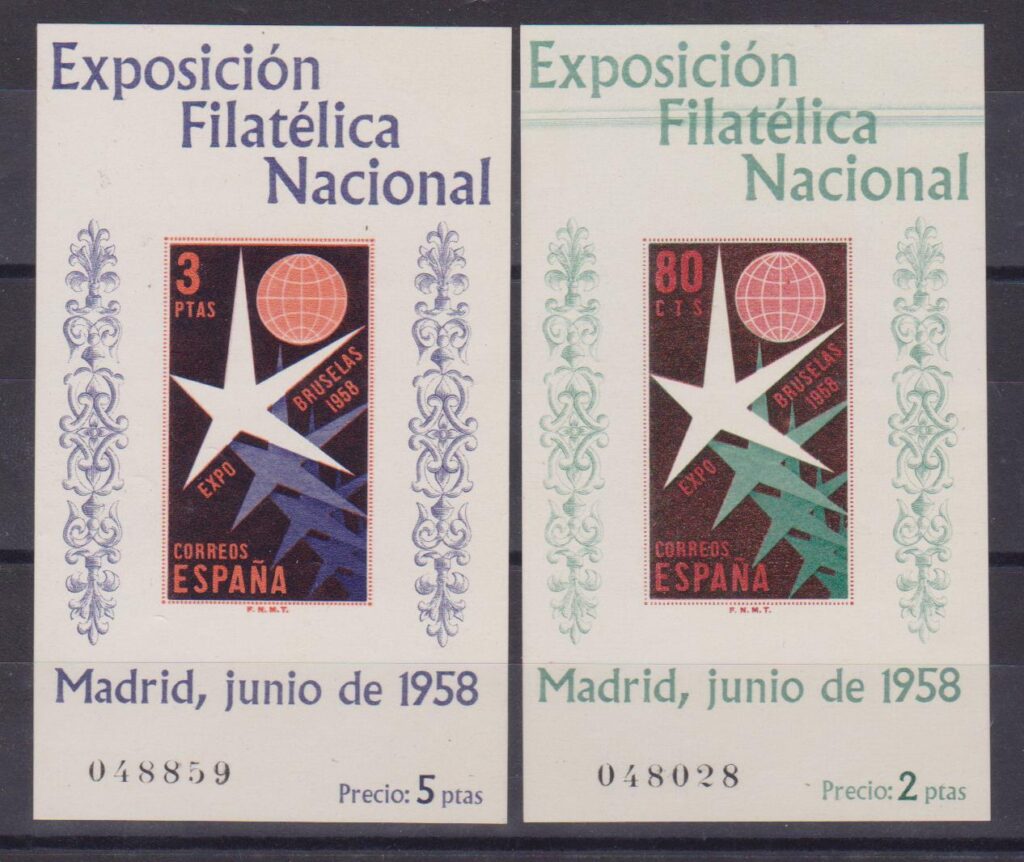 Exposición
Filatélica
Nacional
3
PTAS
BRUSELAS
1958
EXPO
CORREOS
ESPAÑA
F.N.M.T.
Madrid, junio de 1958
048859
Precio: 5 ptas
Exposición
Filatélica
Nacional
80
CTS
BRUSELAS
1958
EXPO
CORREOS
ESPAÑA
F.N.M.T.
Madrid, junio de 1958
048028
Precio: 2 ptas